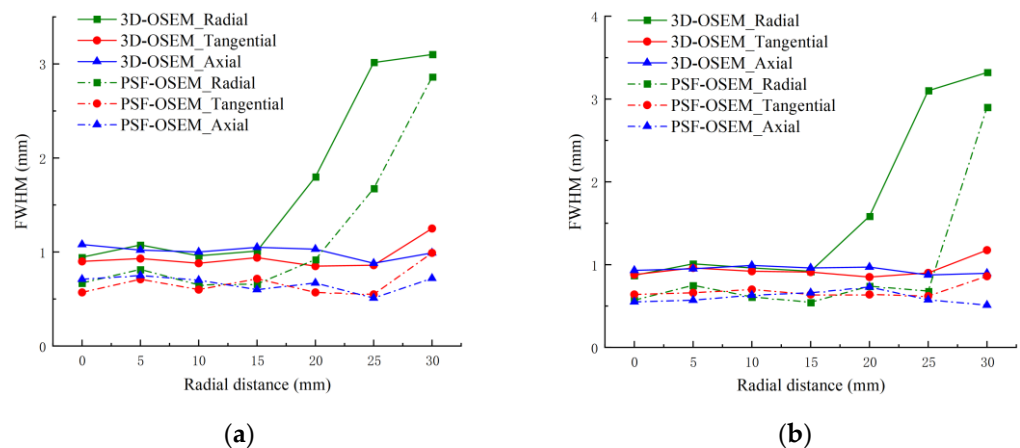 3D-OSEM_Radial
3D-OSEM_Tangential
3D-OSEM_Axial
PSF-OSEM_Radial
PSF-OSEM_Tangential
PSF-OSEM_Axial
3
2
1
0
FWHM (mm)
0 5 10 15 20 25 30
Radial distance (mm)
(a)
4
3D-OSEM_Radial
3D-OSEM_Tangential
3D-OSEM_Axial
PSF-OSEM_Radial
PSF-OSEM_Tangential
PSF-OSEM_Axial
3
2
1
0
FWHM (mm)
0 5 10 15 20 25 30
Radial distance (mm)
(b)